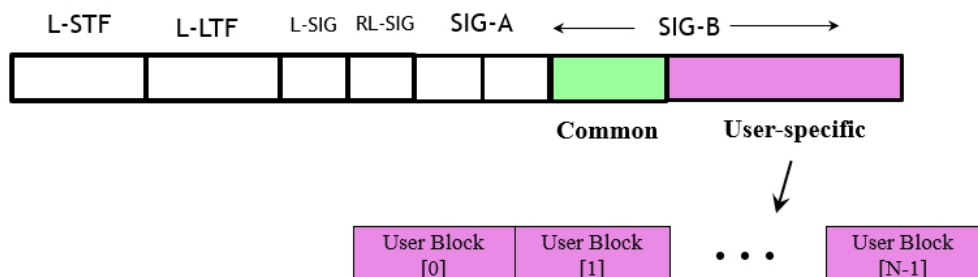 L-STF L-LTF L-SIG RL-SIG SIG-A SIG-B
Common User-specific
User Block User Block • • • User Block
[0] [1] [N-1]